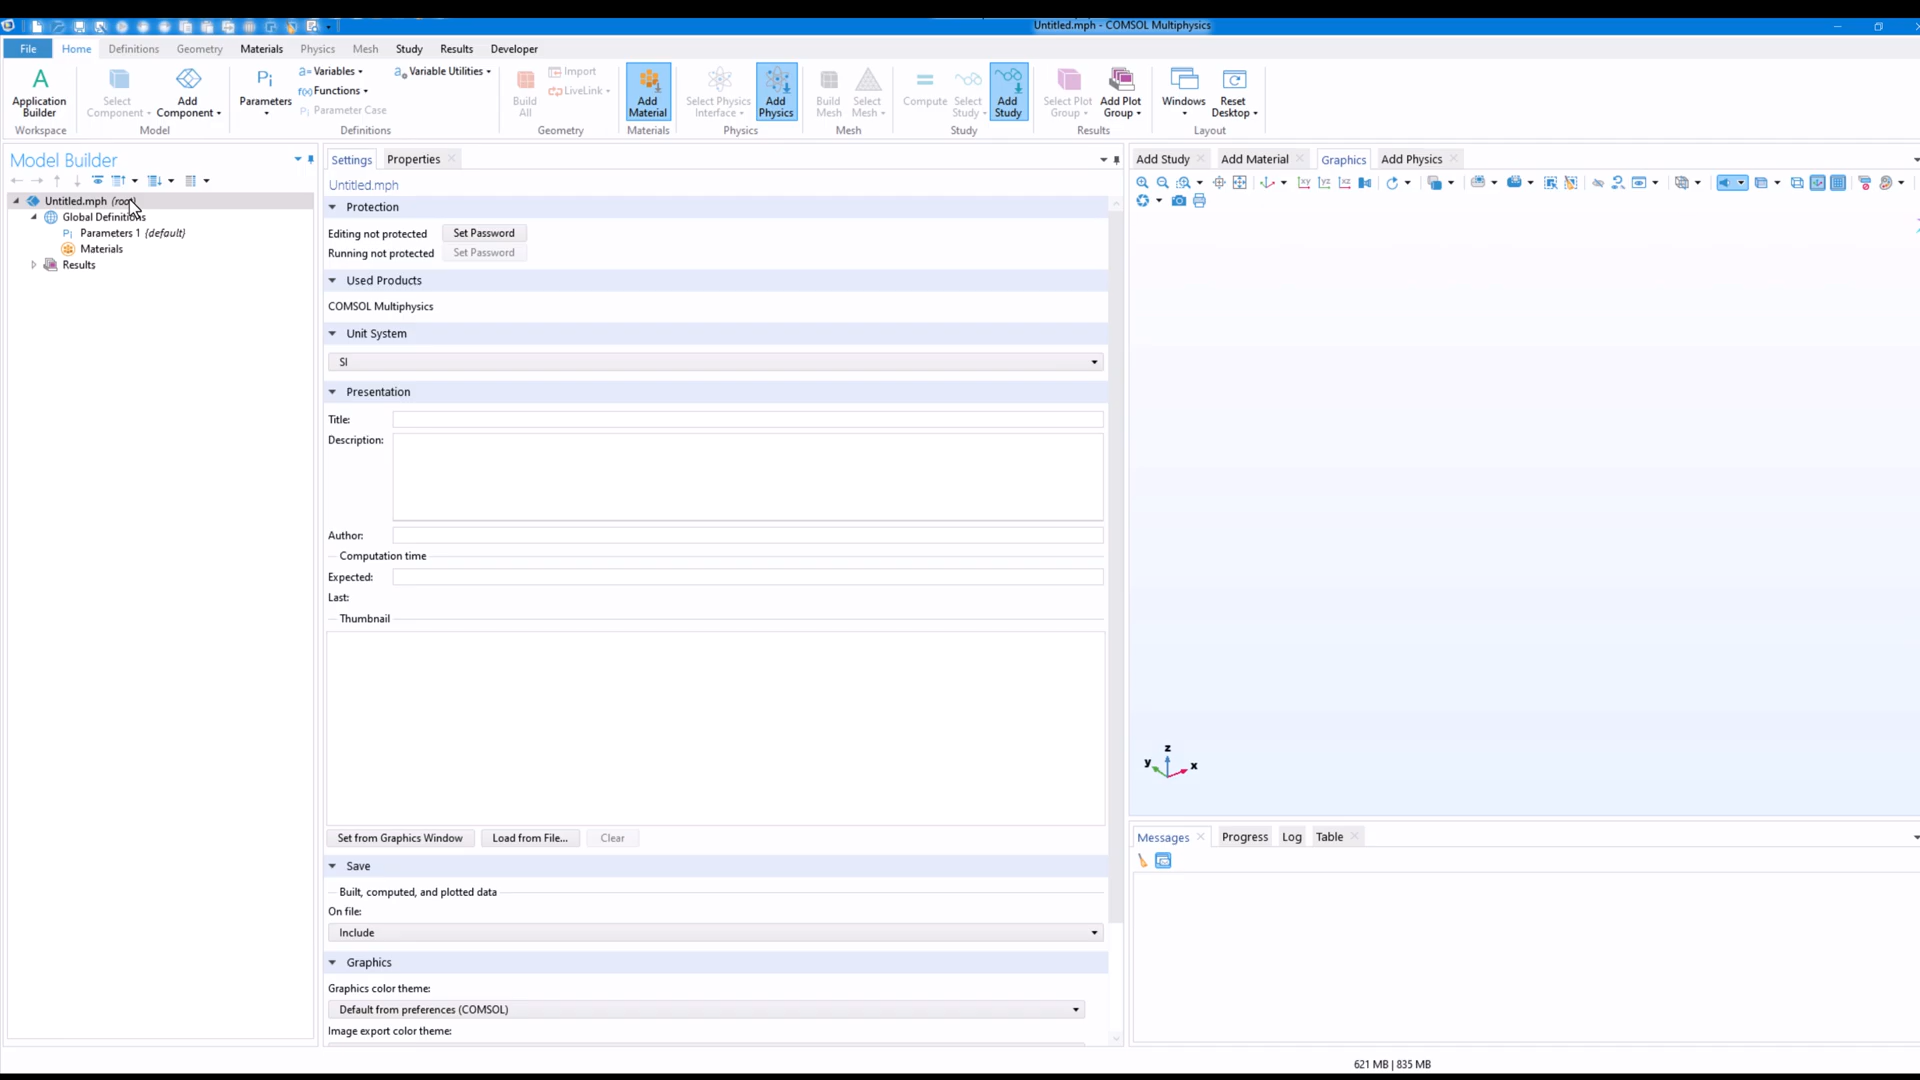 Untitled.mph - COMSOL Multiphysics
File Home Definitions Geometry Materials Physics Mesh Study Results Developer
Application Builder
Workspace
Select Component
Add Component
Model
Pi
Parameters
a= Variables
f(x) Functions
Parameter Case
a. Variable Utilities
Definitions
Build All
Import
LiveLink
Geometry
Add Material
Materials
Select Physics Interface
Add Physics
Physics
Build Mesh
Select Mesh
Mesh
Compute
Select Study
Add Study
Study
Select Plot Group
Add Plot Group
Results
Windows
Reset Desktop
Layout
Model Builder
Untitled.mph (root)
Global Definitions
Pi Parameters 1 {default}
Materials
Results
Settings Properties
Untitled.mph
Protection
Editing not protected Set Password
Running not protected Set Password
Used Products
COMSOL Multiphysics
Unit System
SI
Presentation
Title:
Description:
Author:
Computation time
Expected:
Last:
Thumbnail
Set from Graphics Window Load from File... Clear
Save
Built, computed, and plotted data
On file:
Include
Graphics
Graphics color theme:
Default from preferences (COMSOL)
Image export color theme:
Add Study Add Material Graphics Add Physics
z
y x
Messages Progress Log Table
621 MB | 835 MB